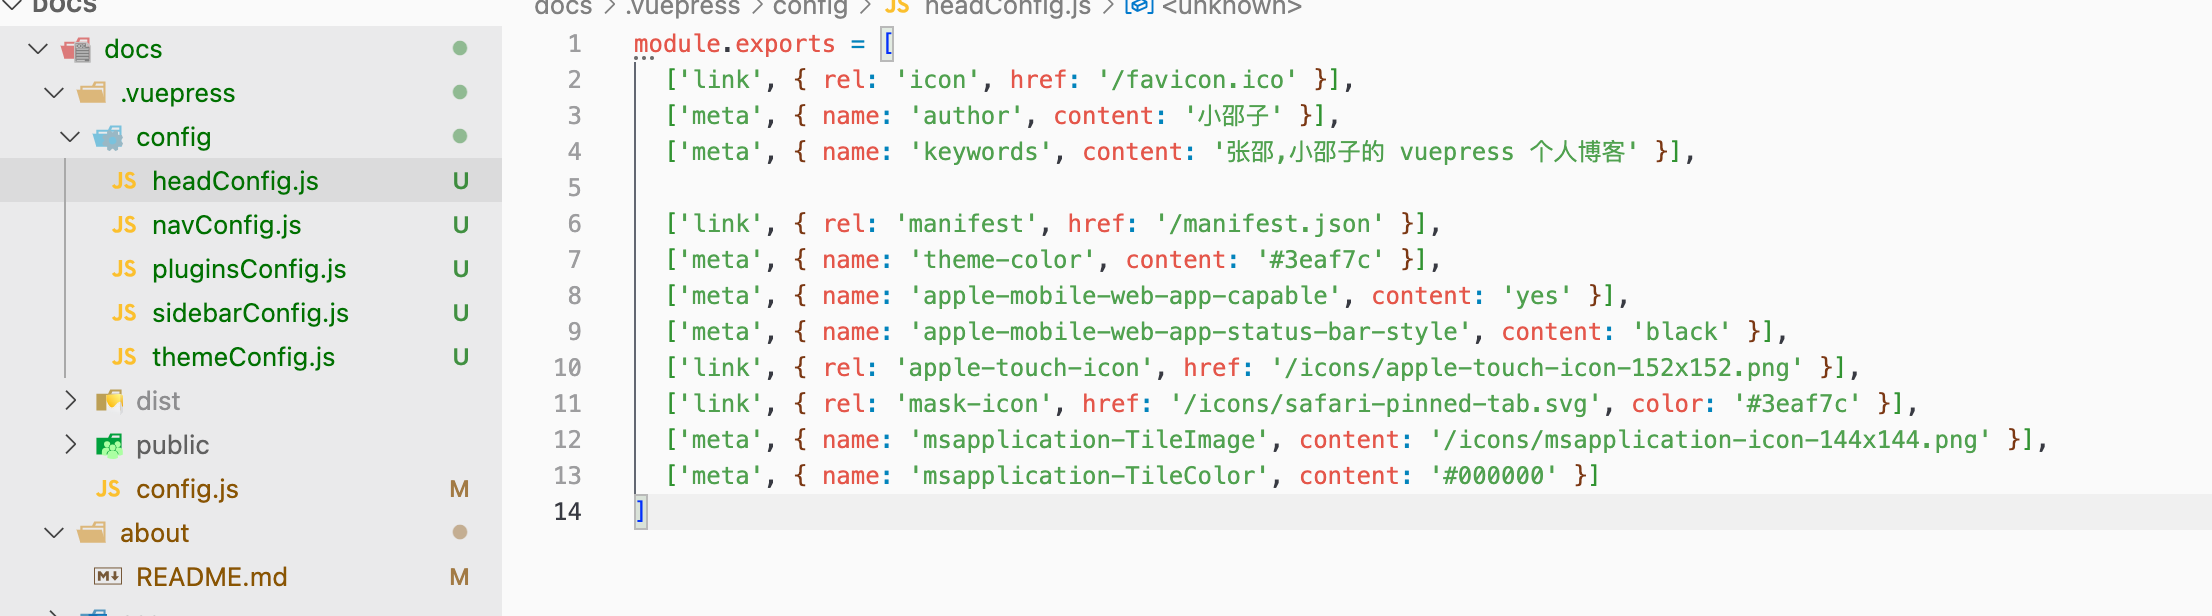 DOCS
docs
.vuepress
config
JS headConfig.js U
JS navConfig.js U
JS pluginsConfig.js U
JS sidebarConfig.js U
JS themeConfig.js U
dist
public
JS config.js M
about
M↓ README.md M
docs > .vuepress > config > JS headConfig.js > <unknown>
1 module.exports = [
2 ['link', { rel: 'icon', href: '/favicon.ico' }],
3 ['meta', { name: 'author', content: '小邵子' }],
4 ['meta', { name: 'keywords', content: '张邵,小邵子的 vuepress 个人博客' }],
5
6 ['link', { rel: 'manifest', href: '/manifest.json' }],
7 ['meta', { name: 'theme-color', content: '#3eaf7c' }],
8 ['meta', { name: 'apple-mobile-web-app-capable', content: 'yes' }],
9 ['meta', { name: 'apple-mobile-web-app-status-bar-style', content: 'black' }],
10 ['link', { rel: 'apple-touch-icon', href: '/icons/apple-touch-icon-152x152.png' }],
11 ['link', { rel: 'mask-icon', href: '/icons/safari-pinned-tab.svg', color: '#3eaf7c' }],
12 ['meta', { name: 'msapplication-TileImage', content: '/icons/msapplication-icon-144x144.png' }],
13 ['meta', { name: 'msapplication-TileColor', content: '#000000' }]
14 ]